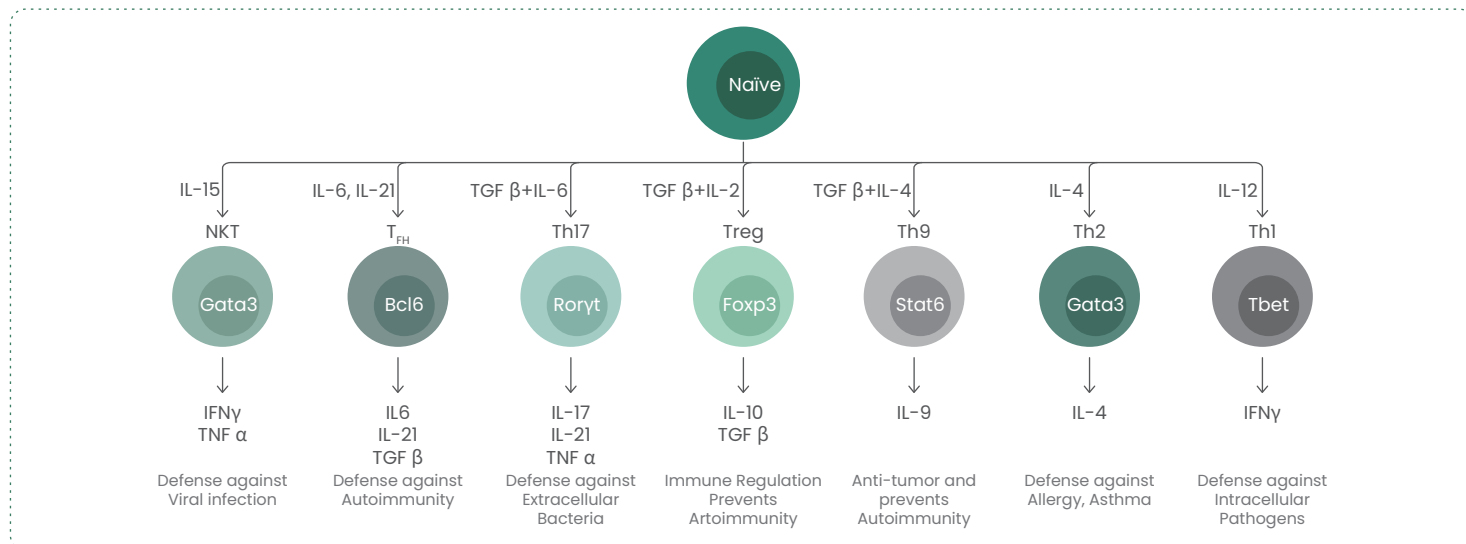 Naïve
IL-15
IL-6, IL-21
TGF β+IL-6
TGF β+IL-2
TGF β+IL-4
IL-4
IL-12
NKT
TFH
Th17
Treg
Th9
Th2
Th1
Gata3
Bcl6
Rorγt
Foxp3
Stat6
Gata3
Tbet
IFNγ
TNF α
IL6
IL-21
TGF β
IL-17
IL-21
TNF α
IL-10
TGF β
IL-9
IL-4
IFNγ
Defense against
Viral infection
Defense against
Autoimmunity
Defense against
Extracellular
Bacteria
Immune Regulation
Prevents
Artoimmunity
Anti-tumor and
prevents
Autoimmunity
Defense against
Allergy, Asthma
Defense against
Intracellular
Pathogens